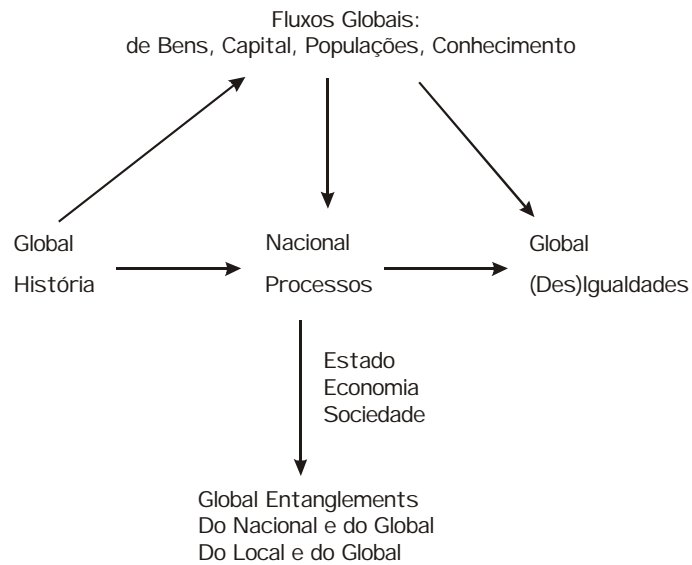 Fluxos Globais:
de Bens, Capital, Populações, Conhecimento
Global
História
Nacional
Processos
Global
(Des)Igualdades
Estado
Economia
Sociedade
Global Entanglements
Do Nacional e do Global
Do Local e do Global